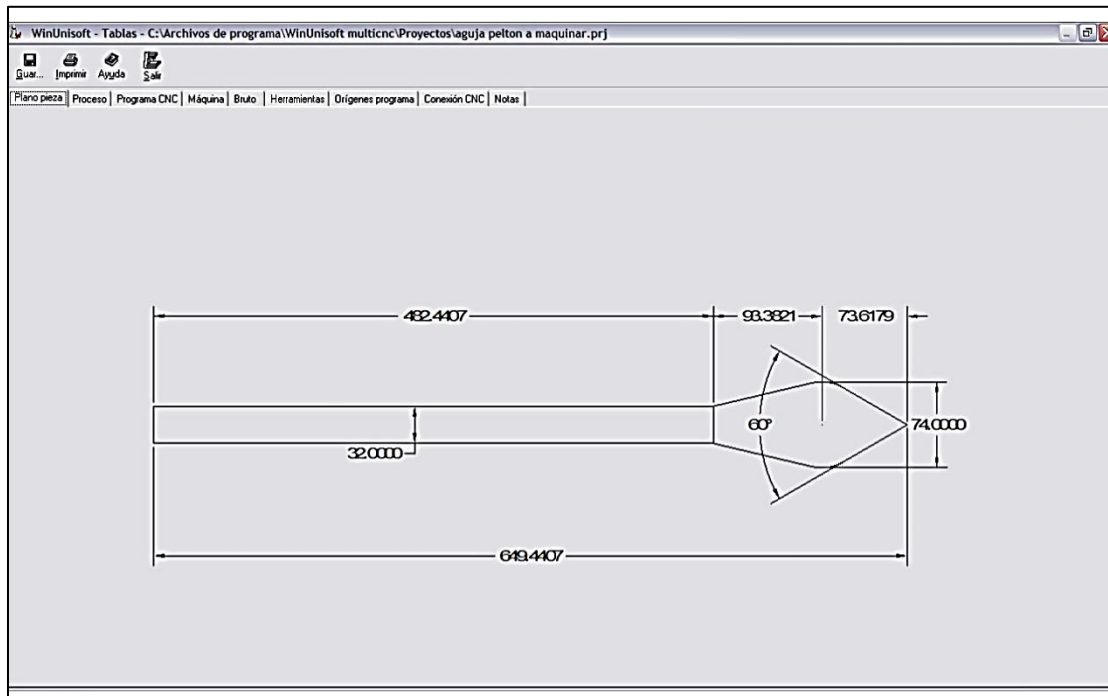 WinUnisoft - Tablas - C:\Archivos de programa\WinUnisoft multicnc\Proyectos\aguja pelton a maquinar.prj
Guar... Imprimir Ayuda Salir
Plano pieza Proceso Programa CNC Máquina Bruto Herramientas Orígenes programa Conexión CNC Notas
482.4407 93.3821 73.6179
60° 74.0000
32.0000
649.4407